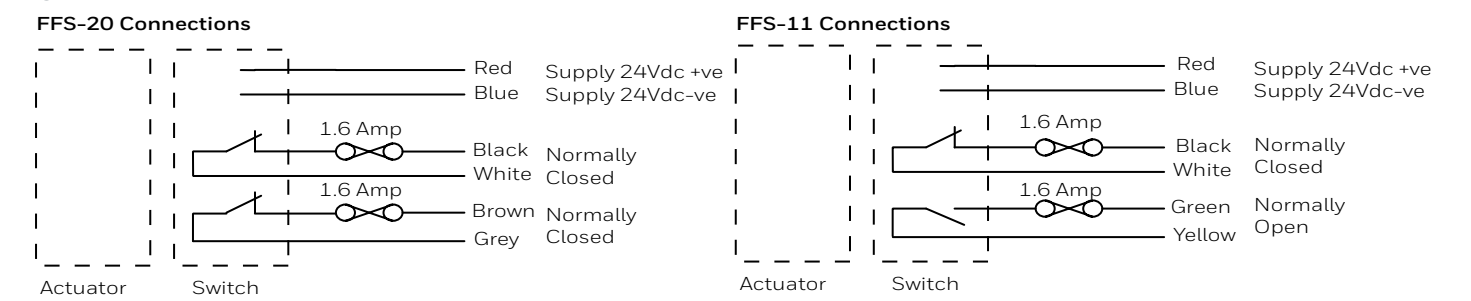 FFS-20 Connections
Red Supply 24Vdc +ve
Blue Supply 24Vdc-ve
1.6 Amp
Black Normally
White Closed
1.6 Amp
Brown Normally
Grey Closed
Actuator Switch
FFS-11 Connections
Red Supply 24Vdc +ve
Blue Supply 24Vdc-ve
1.6 Amp
Black Normally
White Closed
1.6 Amp
Green Normally
Yellow Open
Actuator Switch